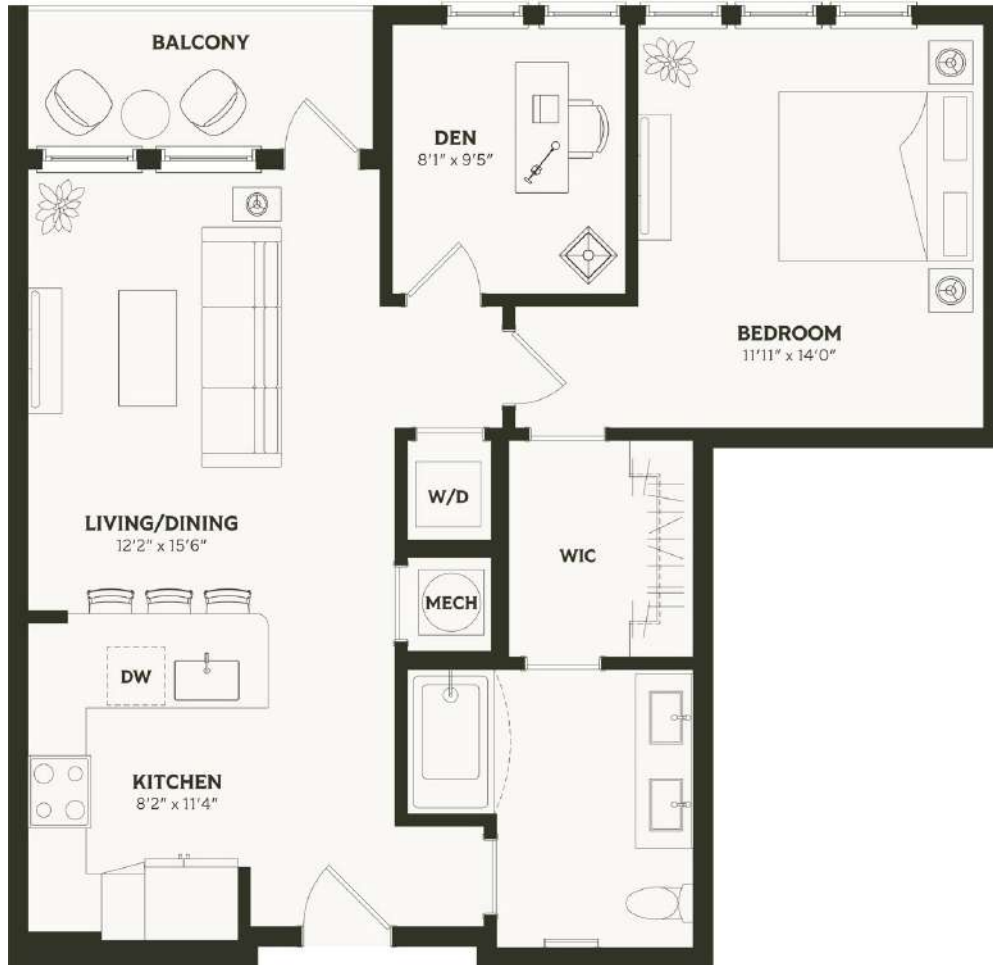 BALCONY
DEN
8'1" x 9'5"
BEDROOM
11'11" x 14'0"
W/D
LIVING/DINING
12'2" x 15'6"
WIC
MECH
DW
KITCHEN
8'2" x 11'4"